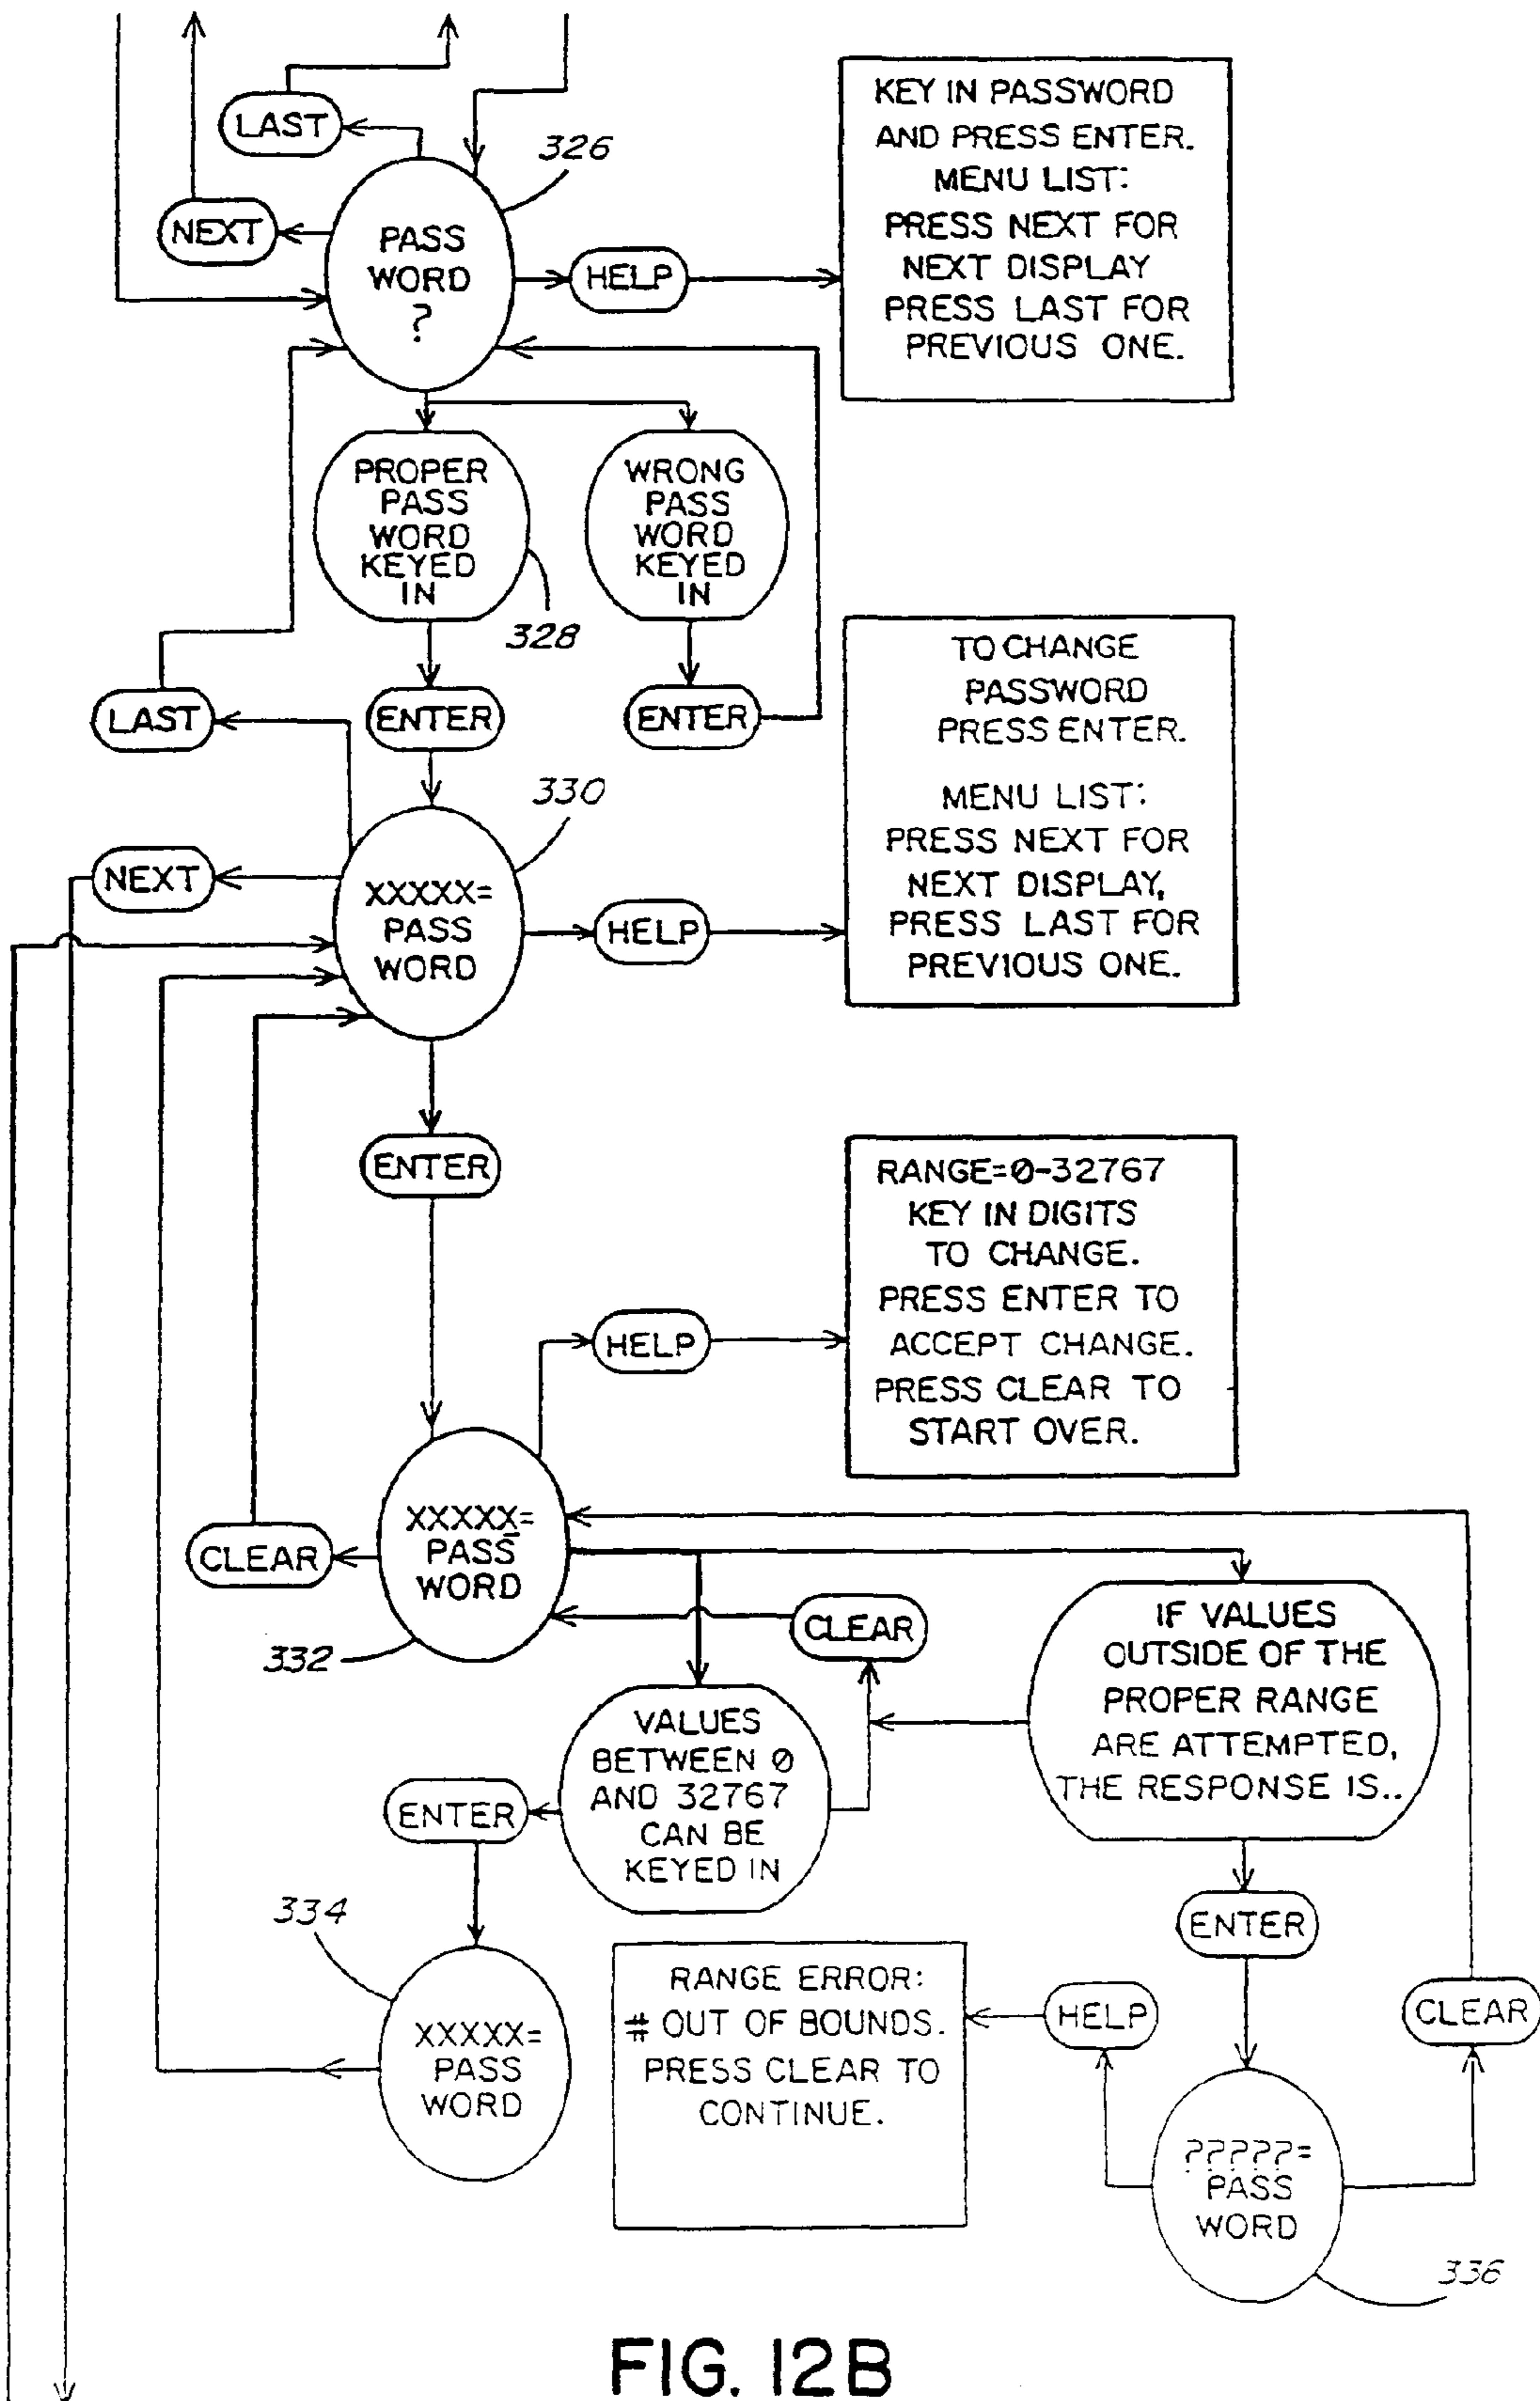 LAST
326
NEXT
PASS
WORD
?
HELP
KEY IN PASSWORD
AND PRESS ENTER.
MENU LIST:
PRESS NEXT FOR
NEXT DISPLAY
PRESS LAST FOR
PREVIOUS ONE.
PROPER
PASS
WORD
KEYED
IN
328
WRONG
PASS
WORD
KEYED
IN
LAST
ENTER
ENTER
TO CHANGE
PASSWORD
PRESS ENTER.
MENU LIST:
PRESS NEXT FOR
NEXT DISPLAY,
PRESS LAST FOR
PREVIOUS ONE.
330
NEXT
XXXXX=
PASS
WORD
HELP
ENTER
RANGE=0-32767
KEY IN DIGITS
TO CHANGE.
PRESS ENTER TO
ACCEPT CHANGE.
PRESS CLEAR TO
START OVER.
HELP
CLEAR
XXXXX=
PASS
WORD
332
CLEAR
IF VALUES
OUTSIDE OF THE
PROPER RANGE
ARE ATTEMPTED,
THE RESPONSE IS..
VALUES
BETWEEN 0
AND 32767
CAN BE
KEYED IN
ENTER
334
XXXXX=
PASS
WORD
RANGE ERROR:
# OUT OF BOUNDS.
PRESS CLEAR TO
CONTINUE.
ENTER
HELP
CLEAR
?????=
PASS
WORD
336
FIG. 12B